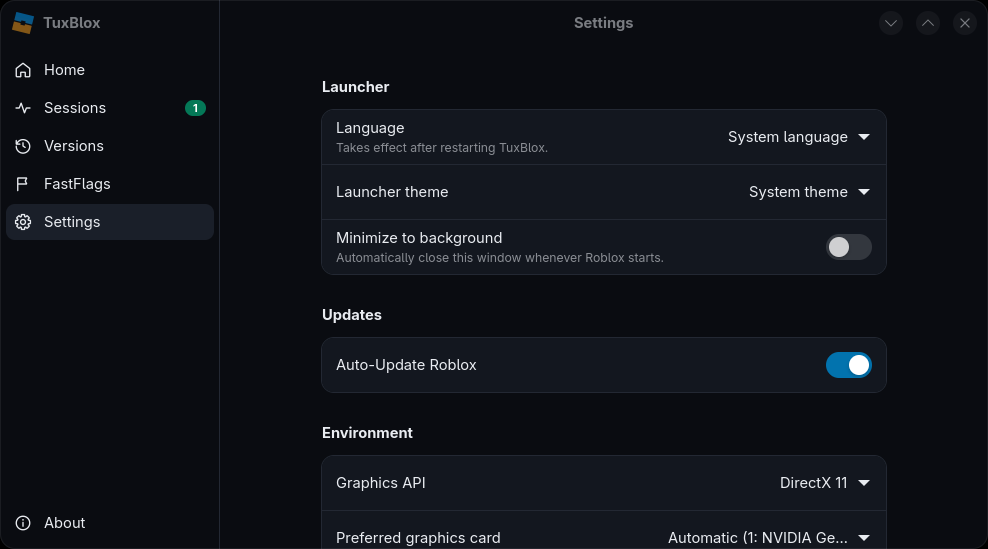 TuxBlox
Settings
Home
Sessions
1
Versions
FastFlags
Settings
About
Launcher
Language
Takes effect after restarting TuxBlox.
System language
Launcher theme
System theme
Minimize to background
Automatically close this window whenever Roblox starts.
Updates
Auto-Update Roblox
Environment
Graphics API
DirectX 11
Preferred graphics card
Automatic (1: NVIDIA Ge...